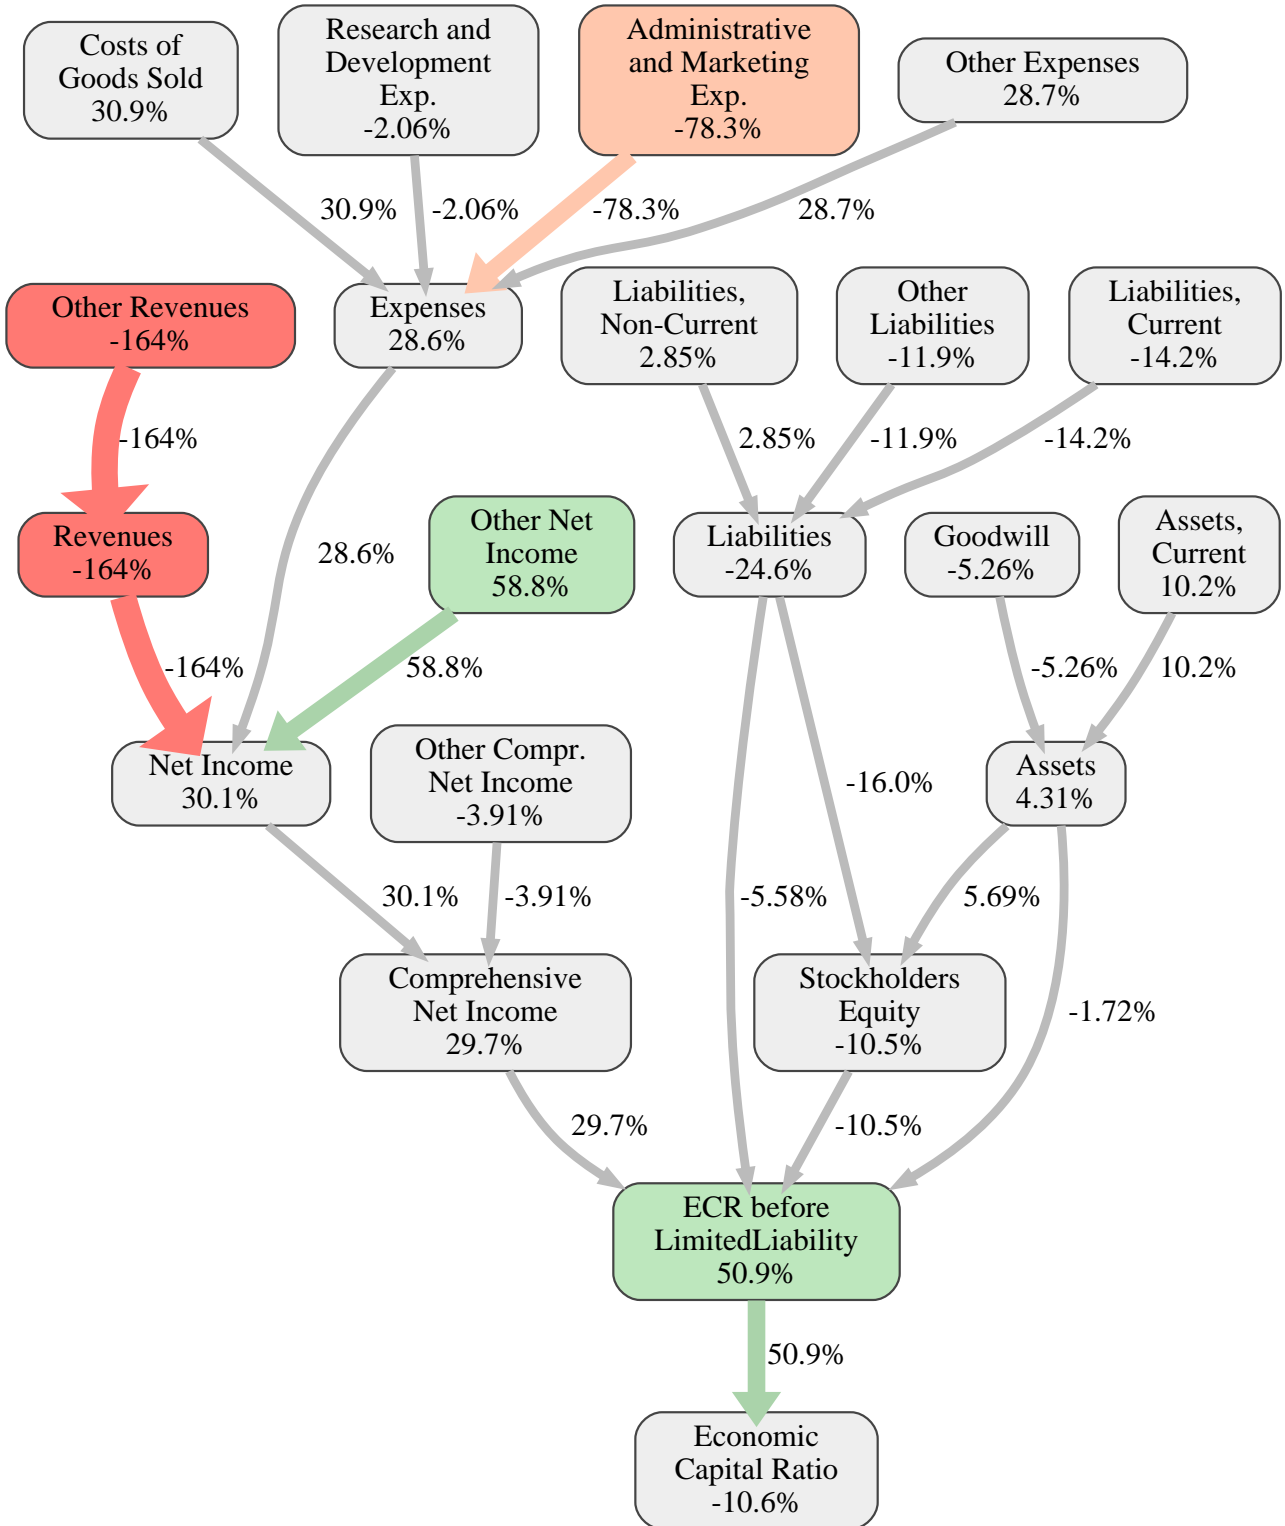 Costs of
Goods Sold
30.9%
Research and
Development
Exp.
-2.06%
Administrative
and Marketing
Exp.
-78.3%
Other Expenses
28.7%
30.9%
-2.06%
-78.3%
28.7%
Other Revenues
-164%
Expenses
28.6%
Liabilities,
Non-Current
2.85%
Other
Liabilities
-11.9%
Liabilities,
Current
-14.2%
-164%
2.85%
-11.9%
-14.2%
Revenues
-164%
28.6%
Other Net
Income
58.8%
Liabilities
-24.6%
Goodwill
-5.26%
Assets,
Current
10.2%
-164%
58.8%
-5.26%
10.2%
Net Income
30.1%
Other Compr.
Net Income
-3.91%
-16.0%
Assets
4.31%
30.1%
-3.91%
-5.58%
5.69%
Comprehensive
Net Income
29.7%
Stockholders
Equity
-10.5%
-1.72%
29.7%
-10.5%
ECR before
LimitedLiability
50.9%
50.9%
Economic
Capital Ratio
-10.6%